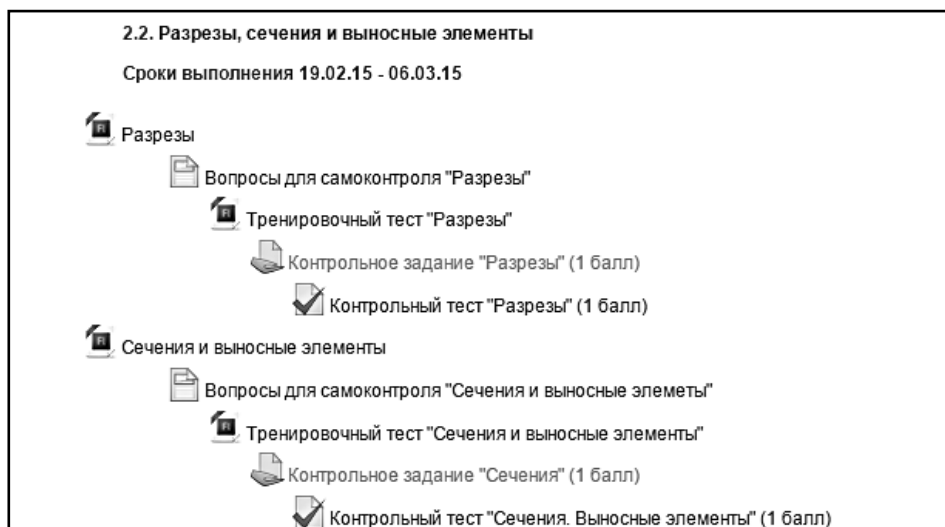 2.2. Разрезы, сечения и выносные элементы
Сроки выполнения 19.02.15 - 06.03.15
Разрезы
Вопросы для самоконтроля "Разрезы"
Тренировочный тест "Разрезы"
Контрольное задание "Разрезы" (1 балл)
Контрольный тест "Разрезы" (1 балл)
Сечения и выносные элементы
Вопросы для самоконтроля "Сечения и выносные элеметы"
Тренировочный тест "Сечения и выносные элементы"
Контрольное задание "Сечения" (1 балл)
Контрольный тест "Сечения. Выносные элементы" (1 балл)